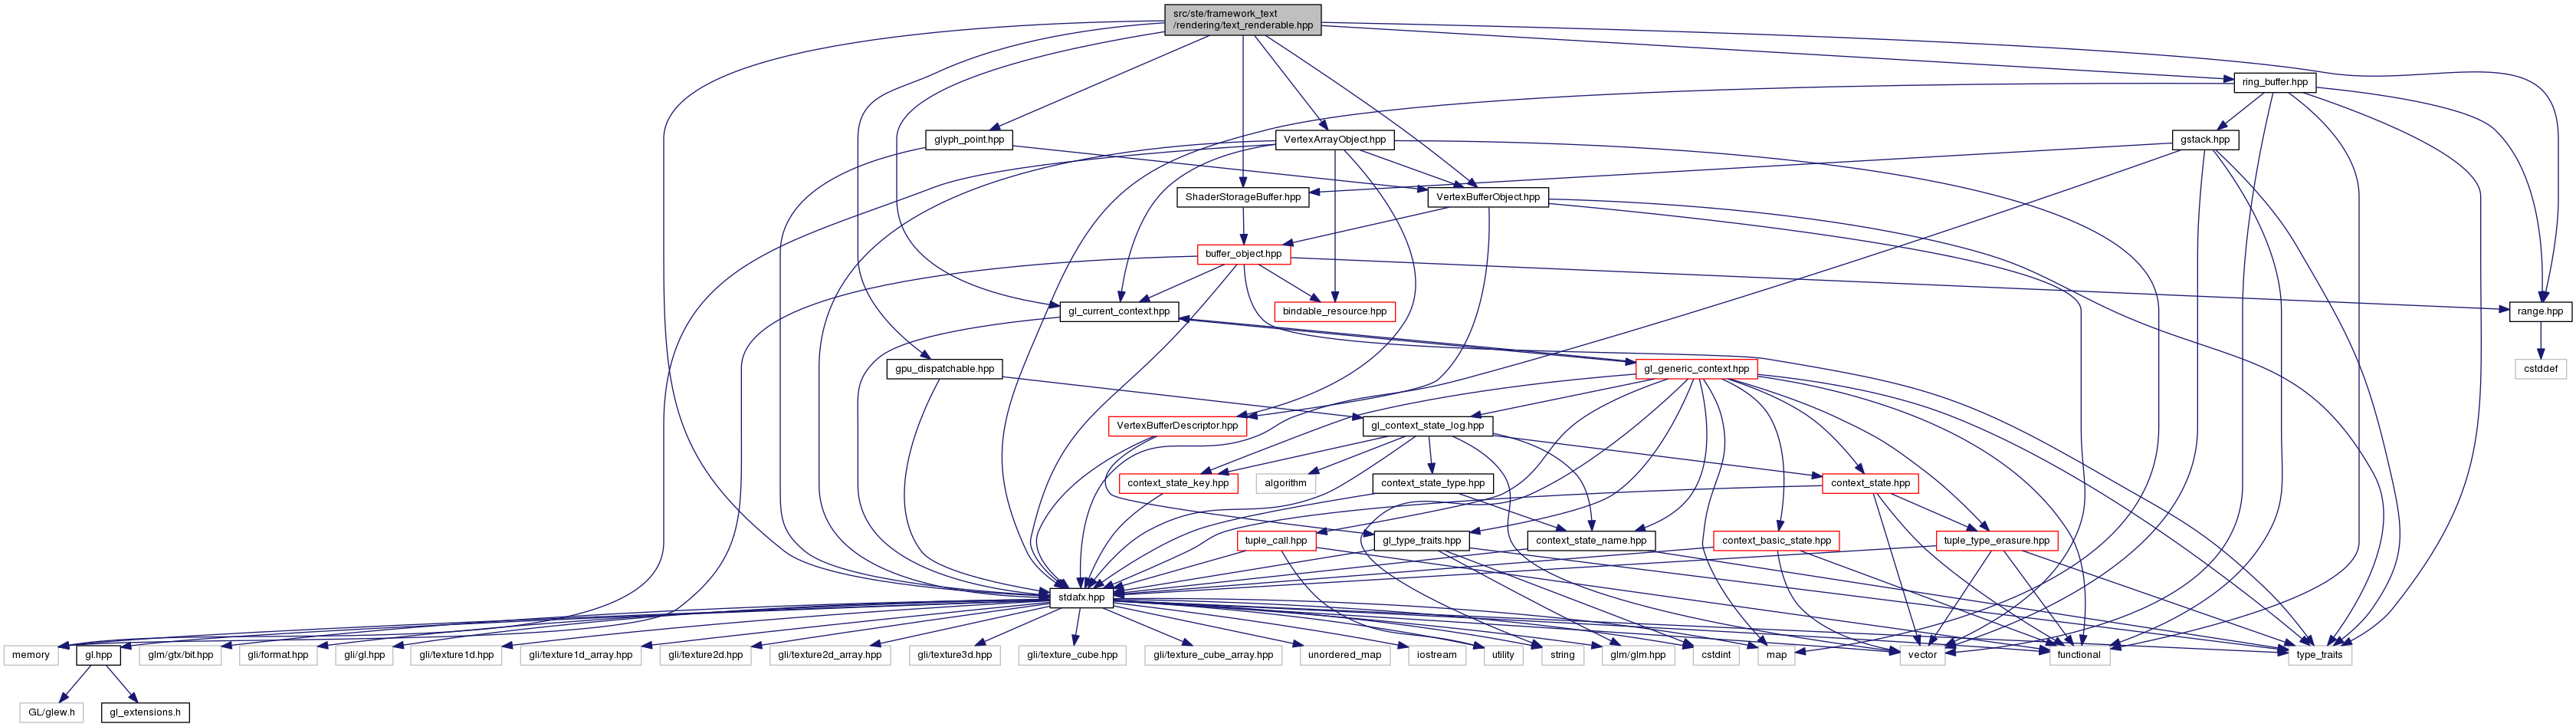 src/ste/framework_text
/rendering/text_renderable.hpp
ring_buffer.hpp
glyph_point.hpp
VertexArrayObject.hpp
gstack.hpp
ShaderStorageBuffer.hpp
VertexBufferObject.hpp
buffer_object.hpp
gl_current_context.hpp
bindable_resource.hpp
range.hpp
gpu_dispatchable.hpp
gl_generic_context.hpp
cstddef
VertexBufferDescriptor.hpp
gl_context_state_log.hpp
context_state_key.hpp
algorithm
context_state_type.hpp
context_state.hpp
tuple_call.hpp
gl_type_traits.hpp
context_state_name.hpp
context_basic_state.hpp
tuple_type_erasure.hpp
stdafx.hpp
memory
gl.hpp
glm/gtx/bit.hpp
gli/format.hpp
gli/gl.hpp
gli/texture1d.hpp
gli/texture1d_array.hpp
gli/texture2d.hpp
gli/texture2d_array.hpp
gli/texture3d.hpp
gli/texture_cube.hpp
gli/texture_cube_array.hpp
unordered_map
iostream
utility
string
glm/glm.hpp
cstdint
map
vector
functional
type_traits
GL/glew.h
gl_extensions.h